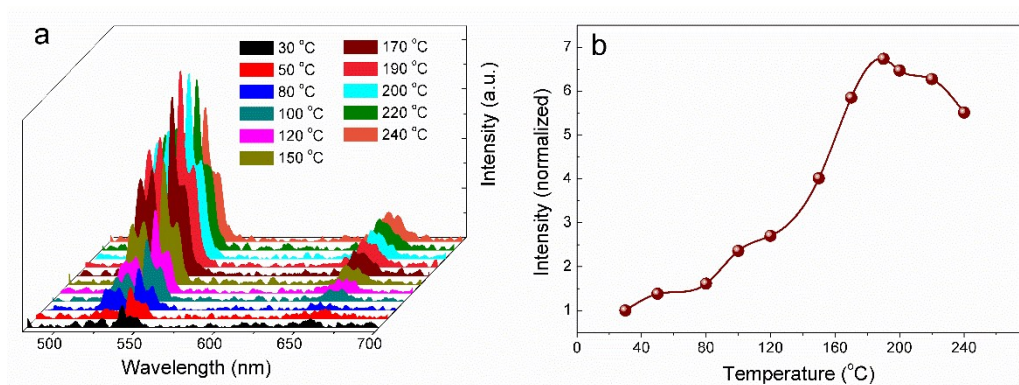 a
30 °C
50 °C
80 °C
100 °C
120 °C
150 °C
170 °C
190 °C
200 °C
220 °C
240 °C
Intensity (a.u.)
500 550 600 650 700
Wavelength (nm)
b
7
6
5
4
3
2
1
Intensity (normalized)
0 40 80 120 160 200 240
Temperature (°C)